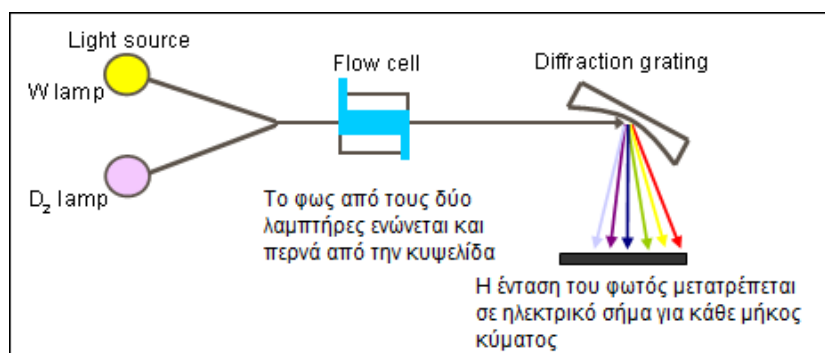 Light source
W lamp
D2 lamp
Flow cell
Diffraction grating
Το φως από τους δύο
λαμπτήρες ενώνεται και
περνά από την κυψελίδα
Η ένταση του φωτός μετατρέπεται
σε ηλεκτρικό σήμα για κάθε μήκος
κύματος